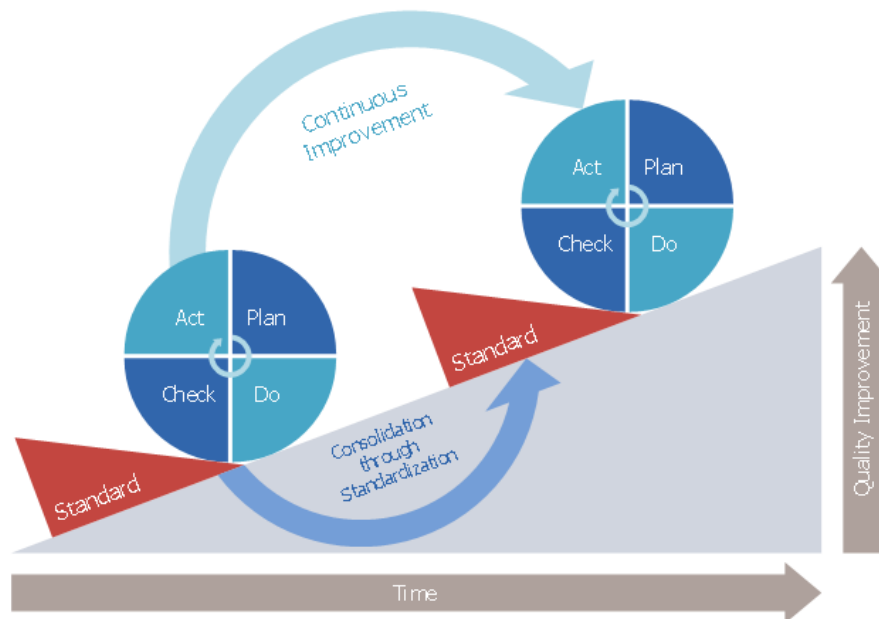 Continuous
Improvement
Act
Plan
Check
Do
Standard
Act
Plan
Check
Do
Standard
Consolidation
through
Standardization
Quality Improvement
Time